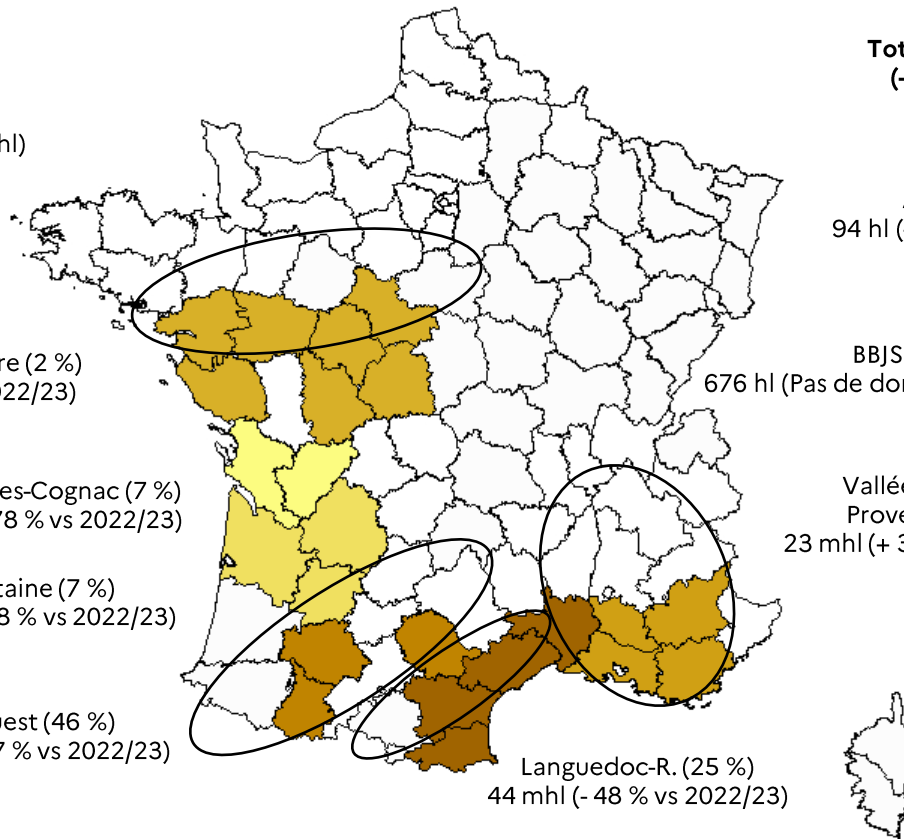 Tot
(-
hl)
94 hl (
re (2 %)
022/23)
BBJS
676 hl (Pas de don
es-Cognac (7 %)
78 % vs 2022/23)
Vallée
Prove
23 mhl (+ 3
taine (7 %)
8 % vs 2022/23)
uest (46 %)
7 % vs 2022/23)
Languedoc-R. (25 %)
44 mhl (- 48 % vs 2022/23)